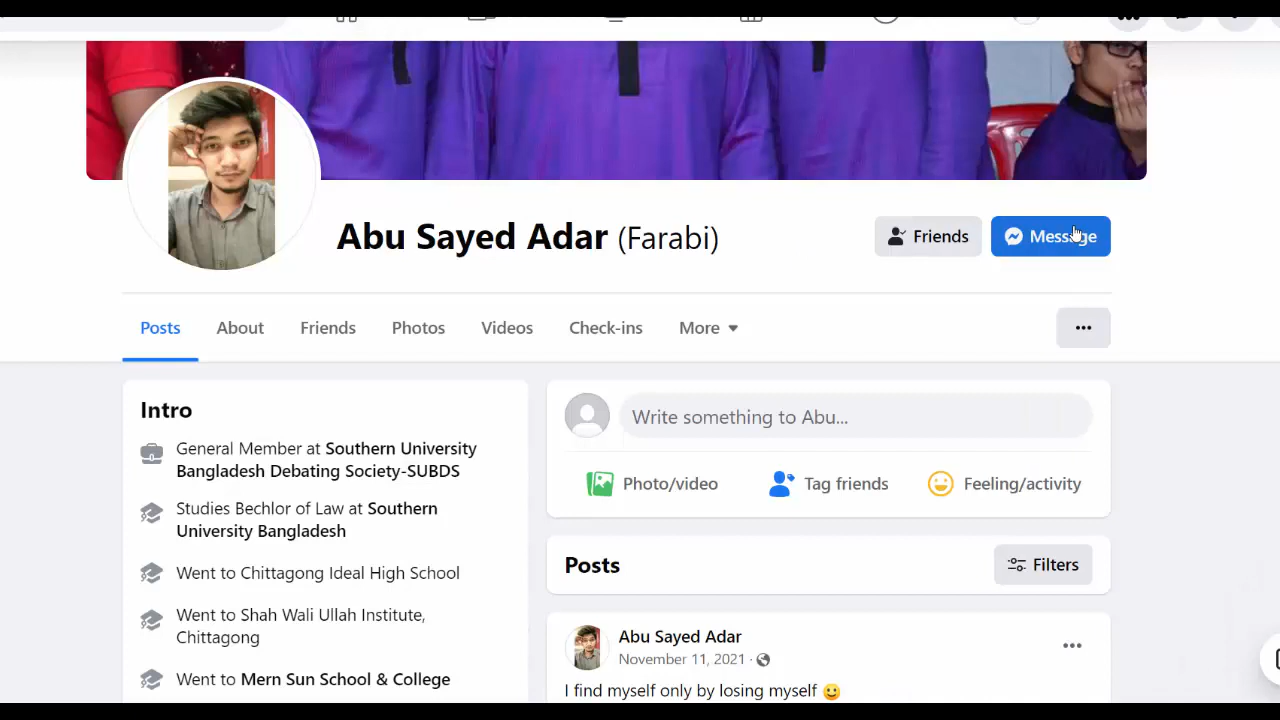 Abu Sayed Adar (Farabi)
Friends
Message
Posts
About
Friends
Photos
Videos
Check-ins
More
Intro
General Member at Southern University
Bangladesh Debating Society-SUBDS
Studies Bechlor of Law at Southern
University Bangladesh
Went to Chittagong Ideal High School
Went to Shah Wali Ullah Institute,
Chittagong
Went to Mern Sun School & College
Write something to Abu...
Photo/video
Tag friends
Feeling/activity
Posts
Filters
Abu Sayed Adar
November 11, 2021 ·
I find myself only by losing myself 😀